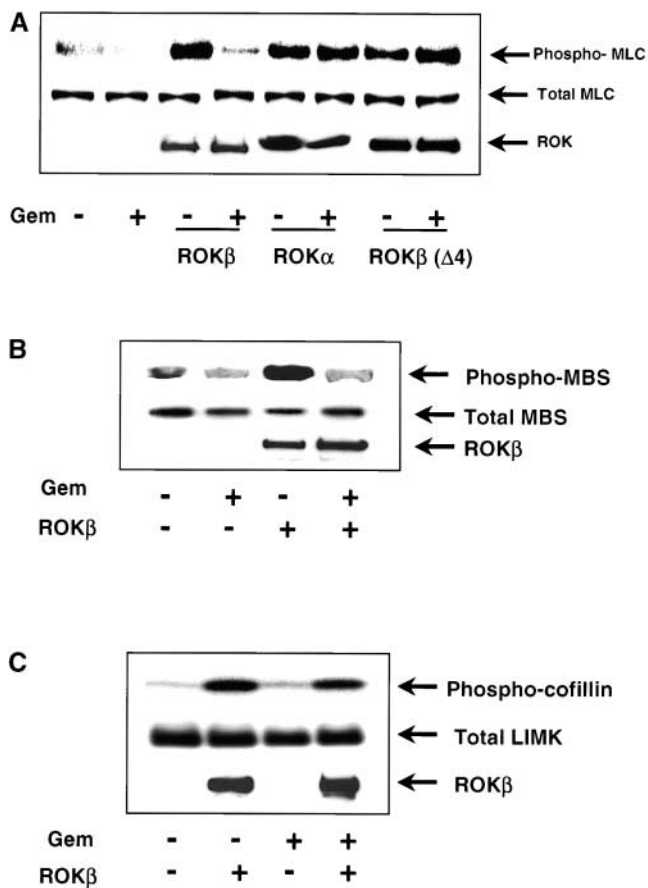 A
Phospho- MLC
Total MLC
ROK
Gem - + - + - + - +
ROKβ ROKα ROKβ (Δ4)
B
Phospho-MBS
Total MBS
ROKβ
Gem - + - +
ROKβ - - + +
C
Phospho-cofillin
Total LIMK
ROKβ
Gem - - + +
ROKβ - + - +